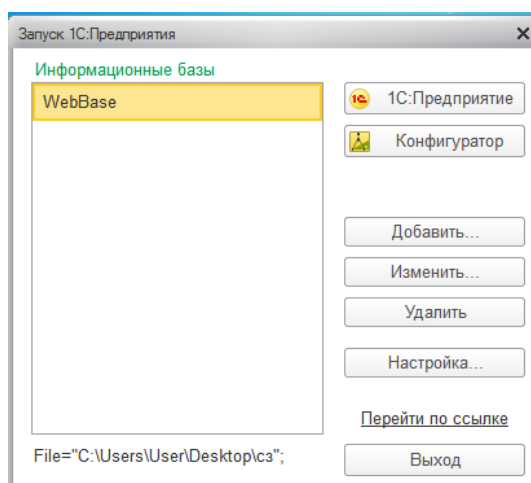 Запуск 1С:Предприятия
Информационные базы
WebBase
1С:Предприятие
Конфигуратор
Добавить...
Изменить...
Удалить
Настройка...
Перейти по ссылке
File="C:\Users\User\Desktop\сз";
Выход